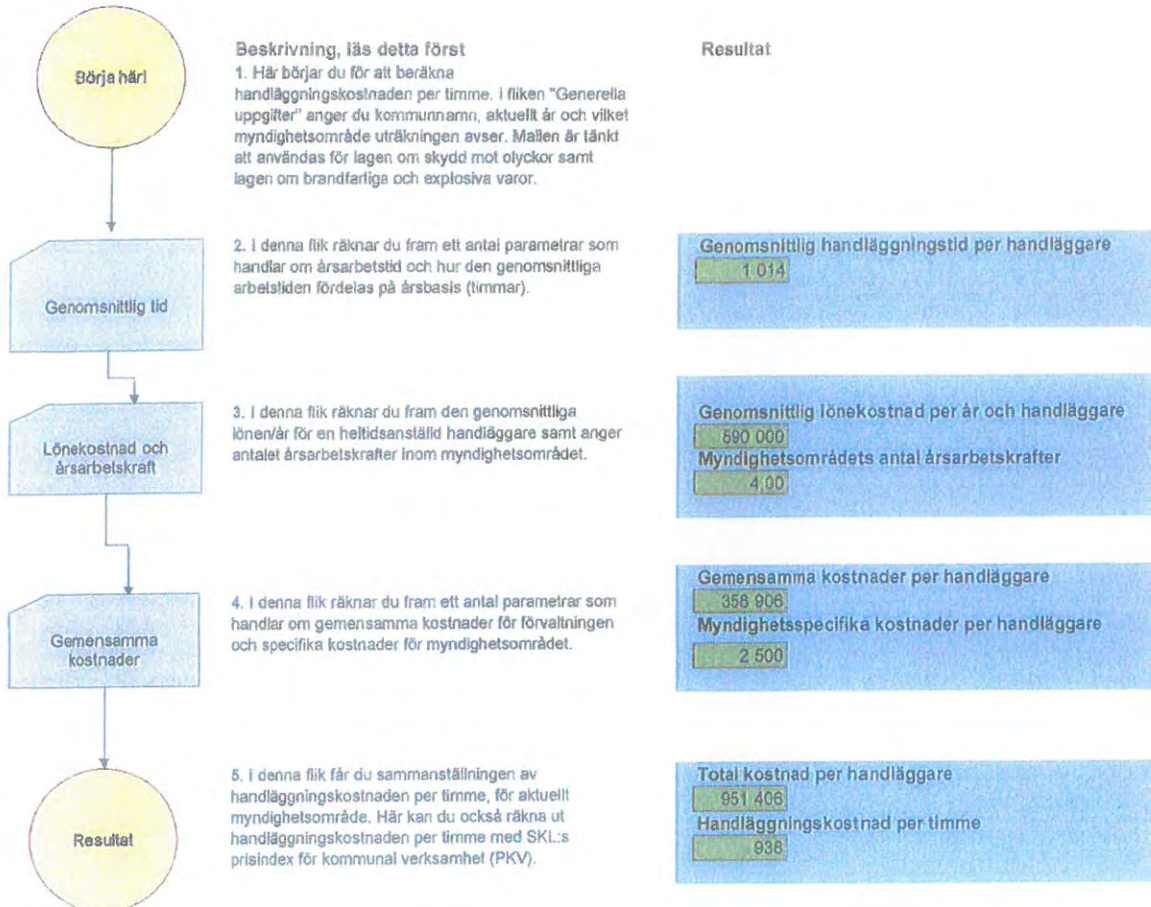 Börja här!
Beskrivning, läs detta först
1. Här börjar du för att beräkna
handläggningskostnaden per timme. I fliken "Generella
uppgifter" anger du kommunnamn, aktuellt år och vilket
myndighetsområde uträkningen avser. Mallen är tänkt
att användas för lagen om skydd mot olyckor samt
lagen om brandfarliga och explosiva varor.
Resultat
Genomsnittlig tid
2. I denna flik räknar du fram ett antal parametrar som
handlar om årsarbetstid och hur den genomsnittliga
arbetstiden fördelas på årsbasis (timmar).
Genomsnittlig handläggningstid per handläggare
1 014
Lönekostnad och
årsarbetskraft
3. I denna flik räknar du fram den genomsnittliga
lönen/år för en heltidsanställd handläggare samt anger
antalet årsarbetskrafter inom myndighetsområdet.
Genomsnittlig lönekostnad per år och handläggare
590 000
Myndighetsområdets antal årsarbetskrafter
4,00
Gemensamma
kostnader
4. I denna flik räknar du fram ett antal parametrar som
handlar om gemensamma kostnader för förvaltningen
och specifika kostnader för myndighetsområdet.
Gemensamma kostnader per handläggare
358 906
Myndighetsspecifika kostnader per handläggare
2 500
Resultat
5. I denna flik får du sammanställningen av
handläggningskostnaden per timme, för aktuellt
myndighetsområde. Här kan du också räkna ut
handläggningskostnaden per timme med SKL:s
prisindex för kommunal verksamhet (PKV).
Total kostnad per handläggare
951 406
Handläggningskostnad per timme
938